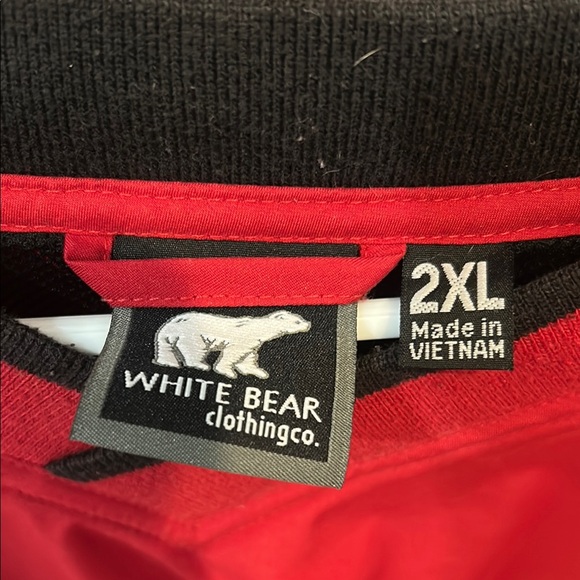 WHITE BEAR
clothingco.
2XL
Made in
VIETNAM